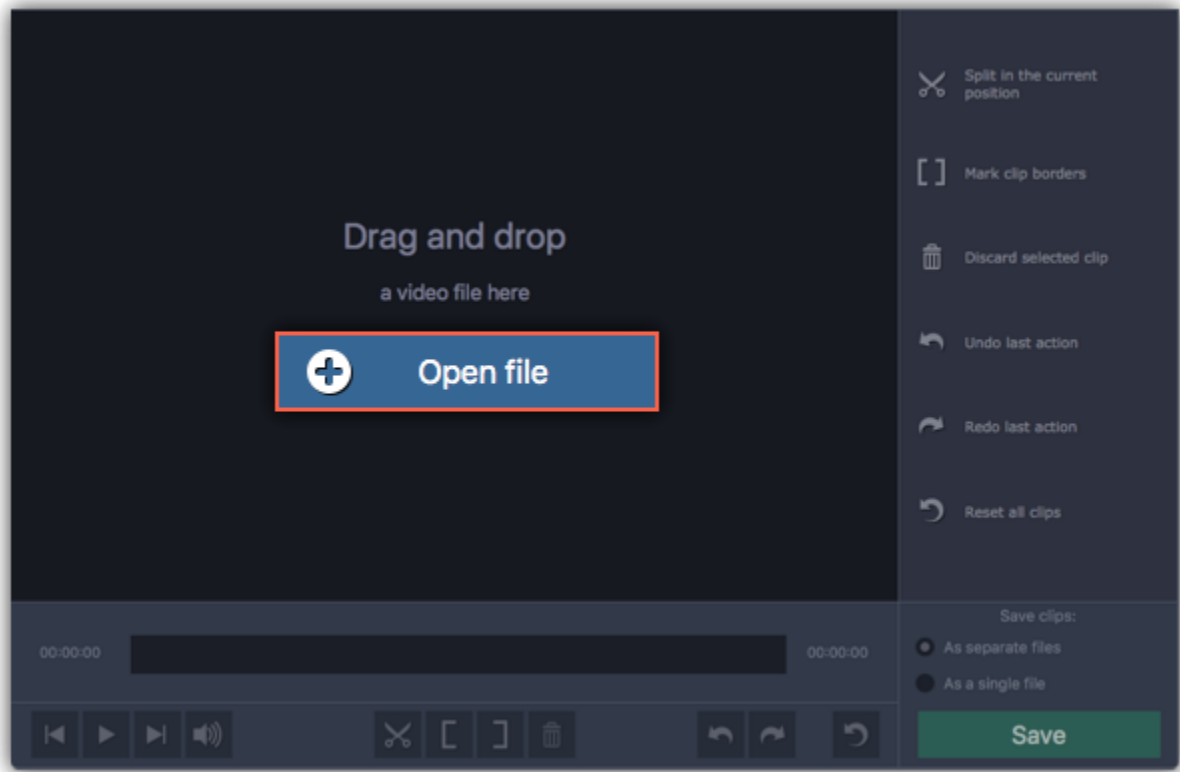 Drag and drop
a video file here
Open file
Split in the current
position
Mark clip borders
Discard selected clip
Undo last action
Redo last action
Reset all clips
00:00:00
00:00:00
Save clips:
As separate files
As a single file
Save